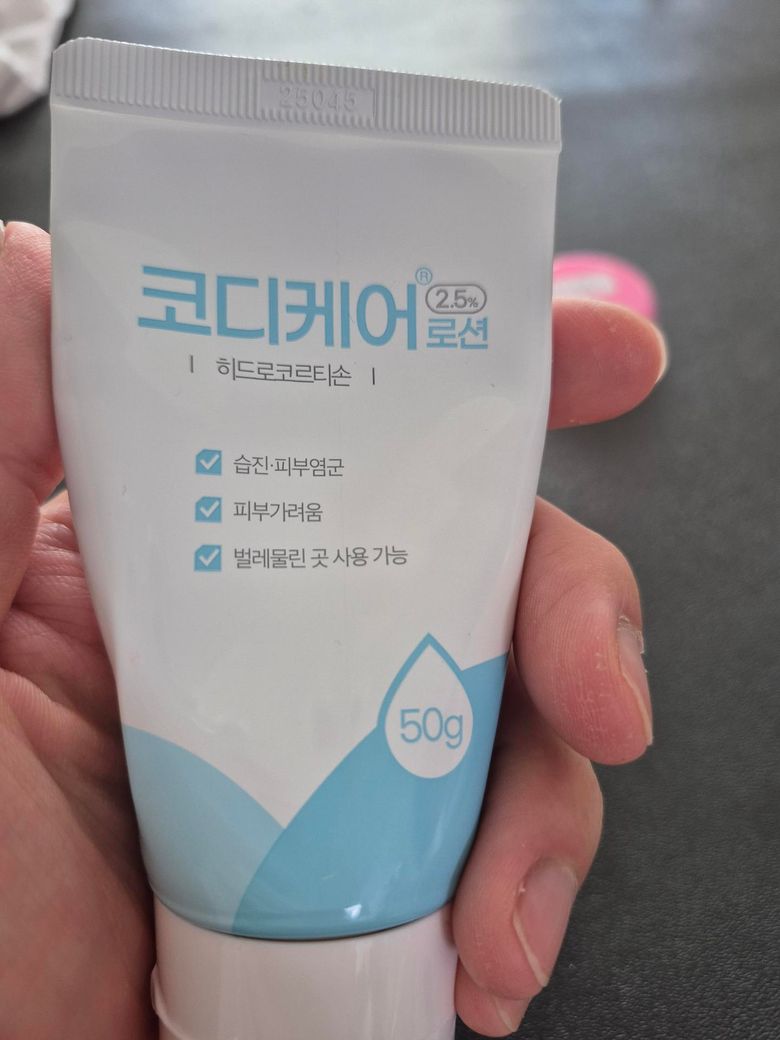 25045
코디케어® 2.5% 로션
| 히드로코르티손 |
습진·피부염군
피부가려움
벌레물린 곳 사용 가능
50g